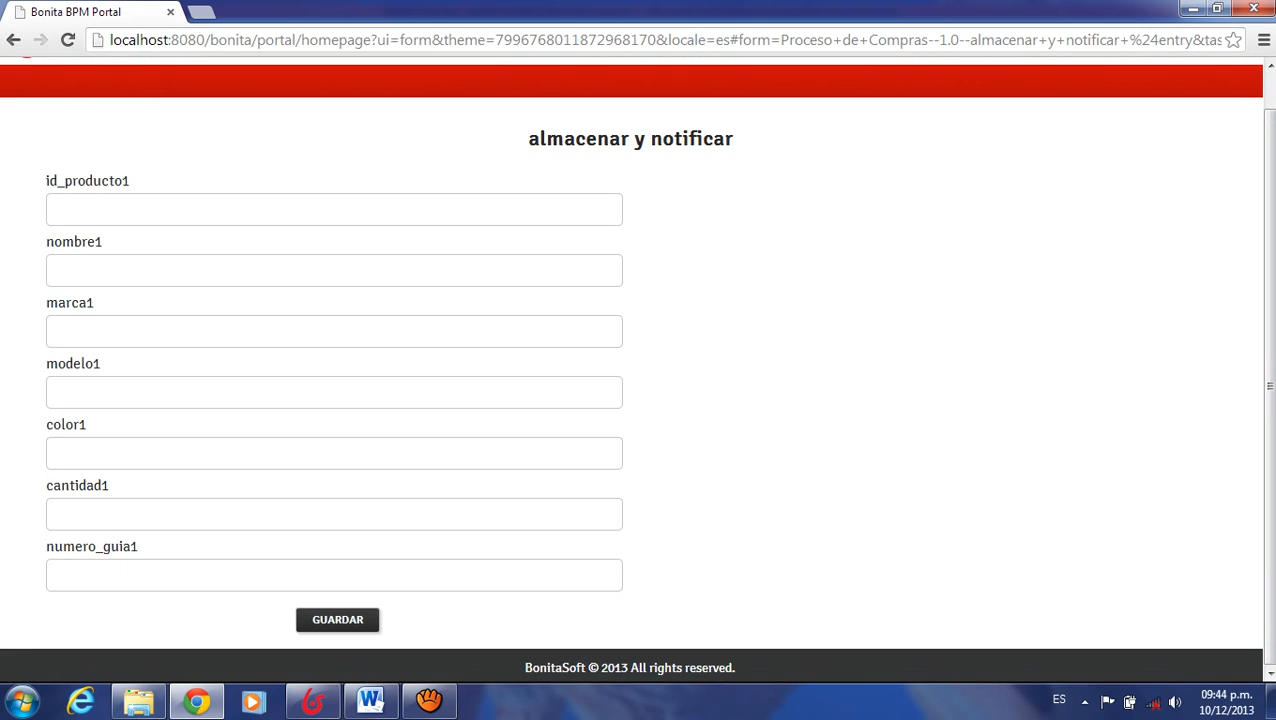 Bonita BPM Portal
localhost:8080/bonita/portal/homepage?ui=form&theme=7996768011872968170&locale=es#form=Proceso+de+Compras--1.0--almacenar+y+notificar+%24entry&tas
almacenar y notificar
id_producto1
nombre1
marca1
modelo1
color1
cantidad1
numero_guia1
GUARDAR
BonitaSoft © 2013 All rights reserved.
ES
09:44 p.m.
10/12/2013